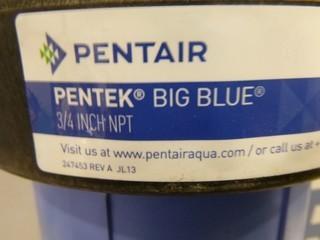 PENTAIR
PENTEK® BIG BLUE®
3/4 INCH NPT
Visit us at www.pentairaqua.com / or call us at +
247453 REV A JL13